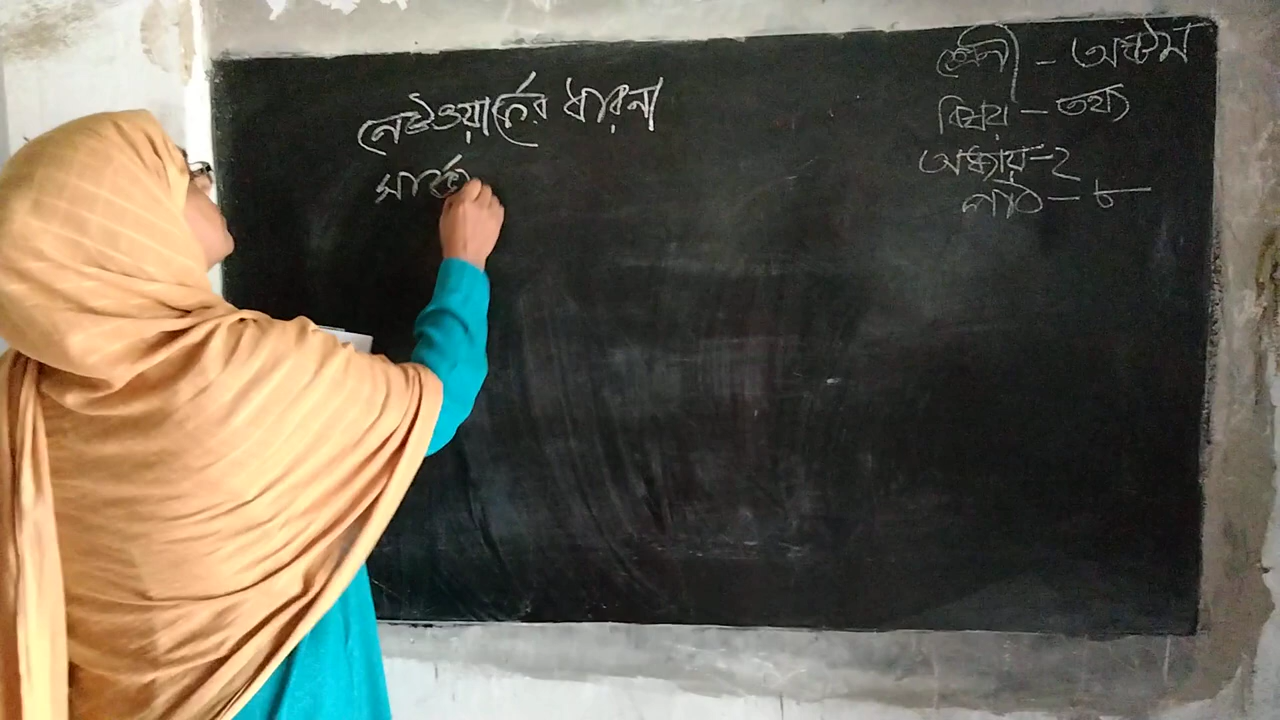 নেটওয়ার্কের ধারনা
সার্ভা
শ্রেনী - অষ্টম
বিষয় - তথ্য
অধ্যায় - ২
পাঠ - ৮